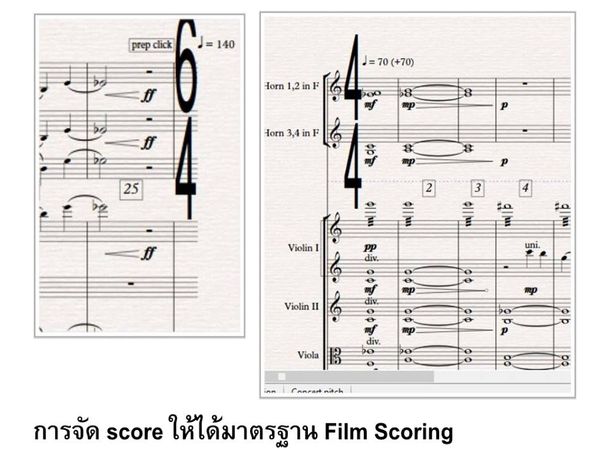 prep click ♩= 140
6
4
ff
ff
25
ff
♩= 70 (+70)
4
4
Horn 1,2 in F
mf mp p
Horn 3,4 in F
mf mp p
2 3 4
Violin I
pp
uni.
div.
mf mp mp
Violin II
div.
mf mp p
Viola
div.
Concert pitch
การจัด score ให้ได้มาตรฐาน Film Scoring